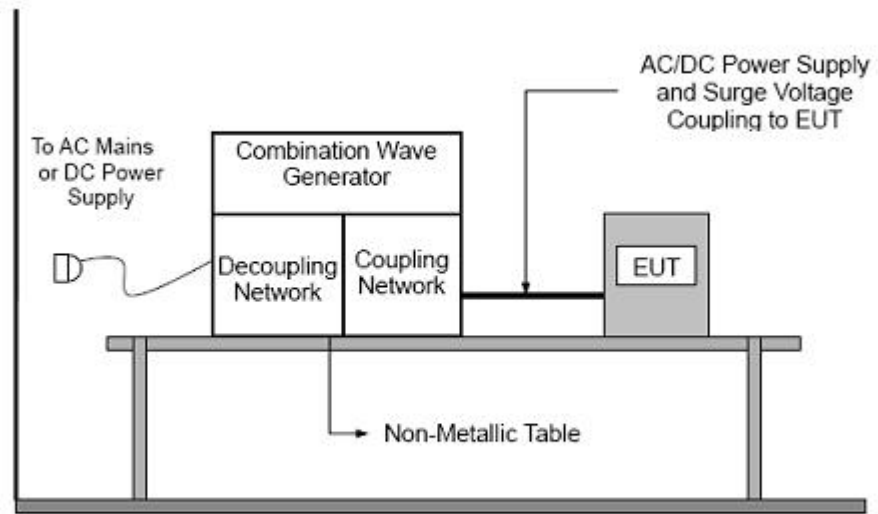 AC/DC Power Supply
and Surge Voltage
Coupling to EUT
To AC Mains
or DC Power
Supply
Combination Wave
Generator
Decoupling
Network
Coupling
Network
EUT
Non-Metallic Table